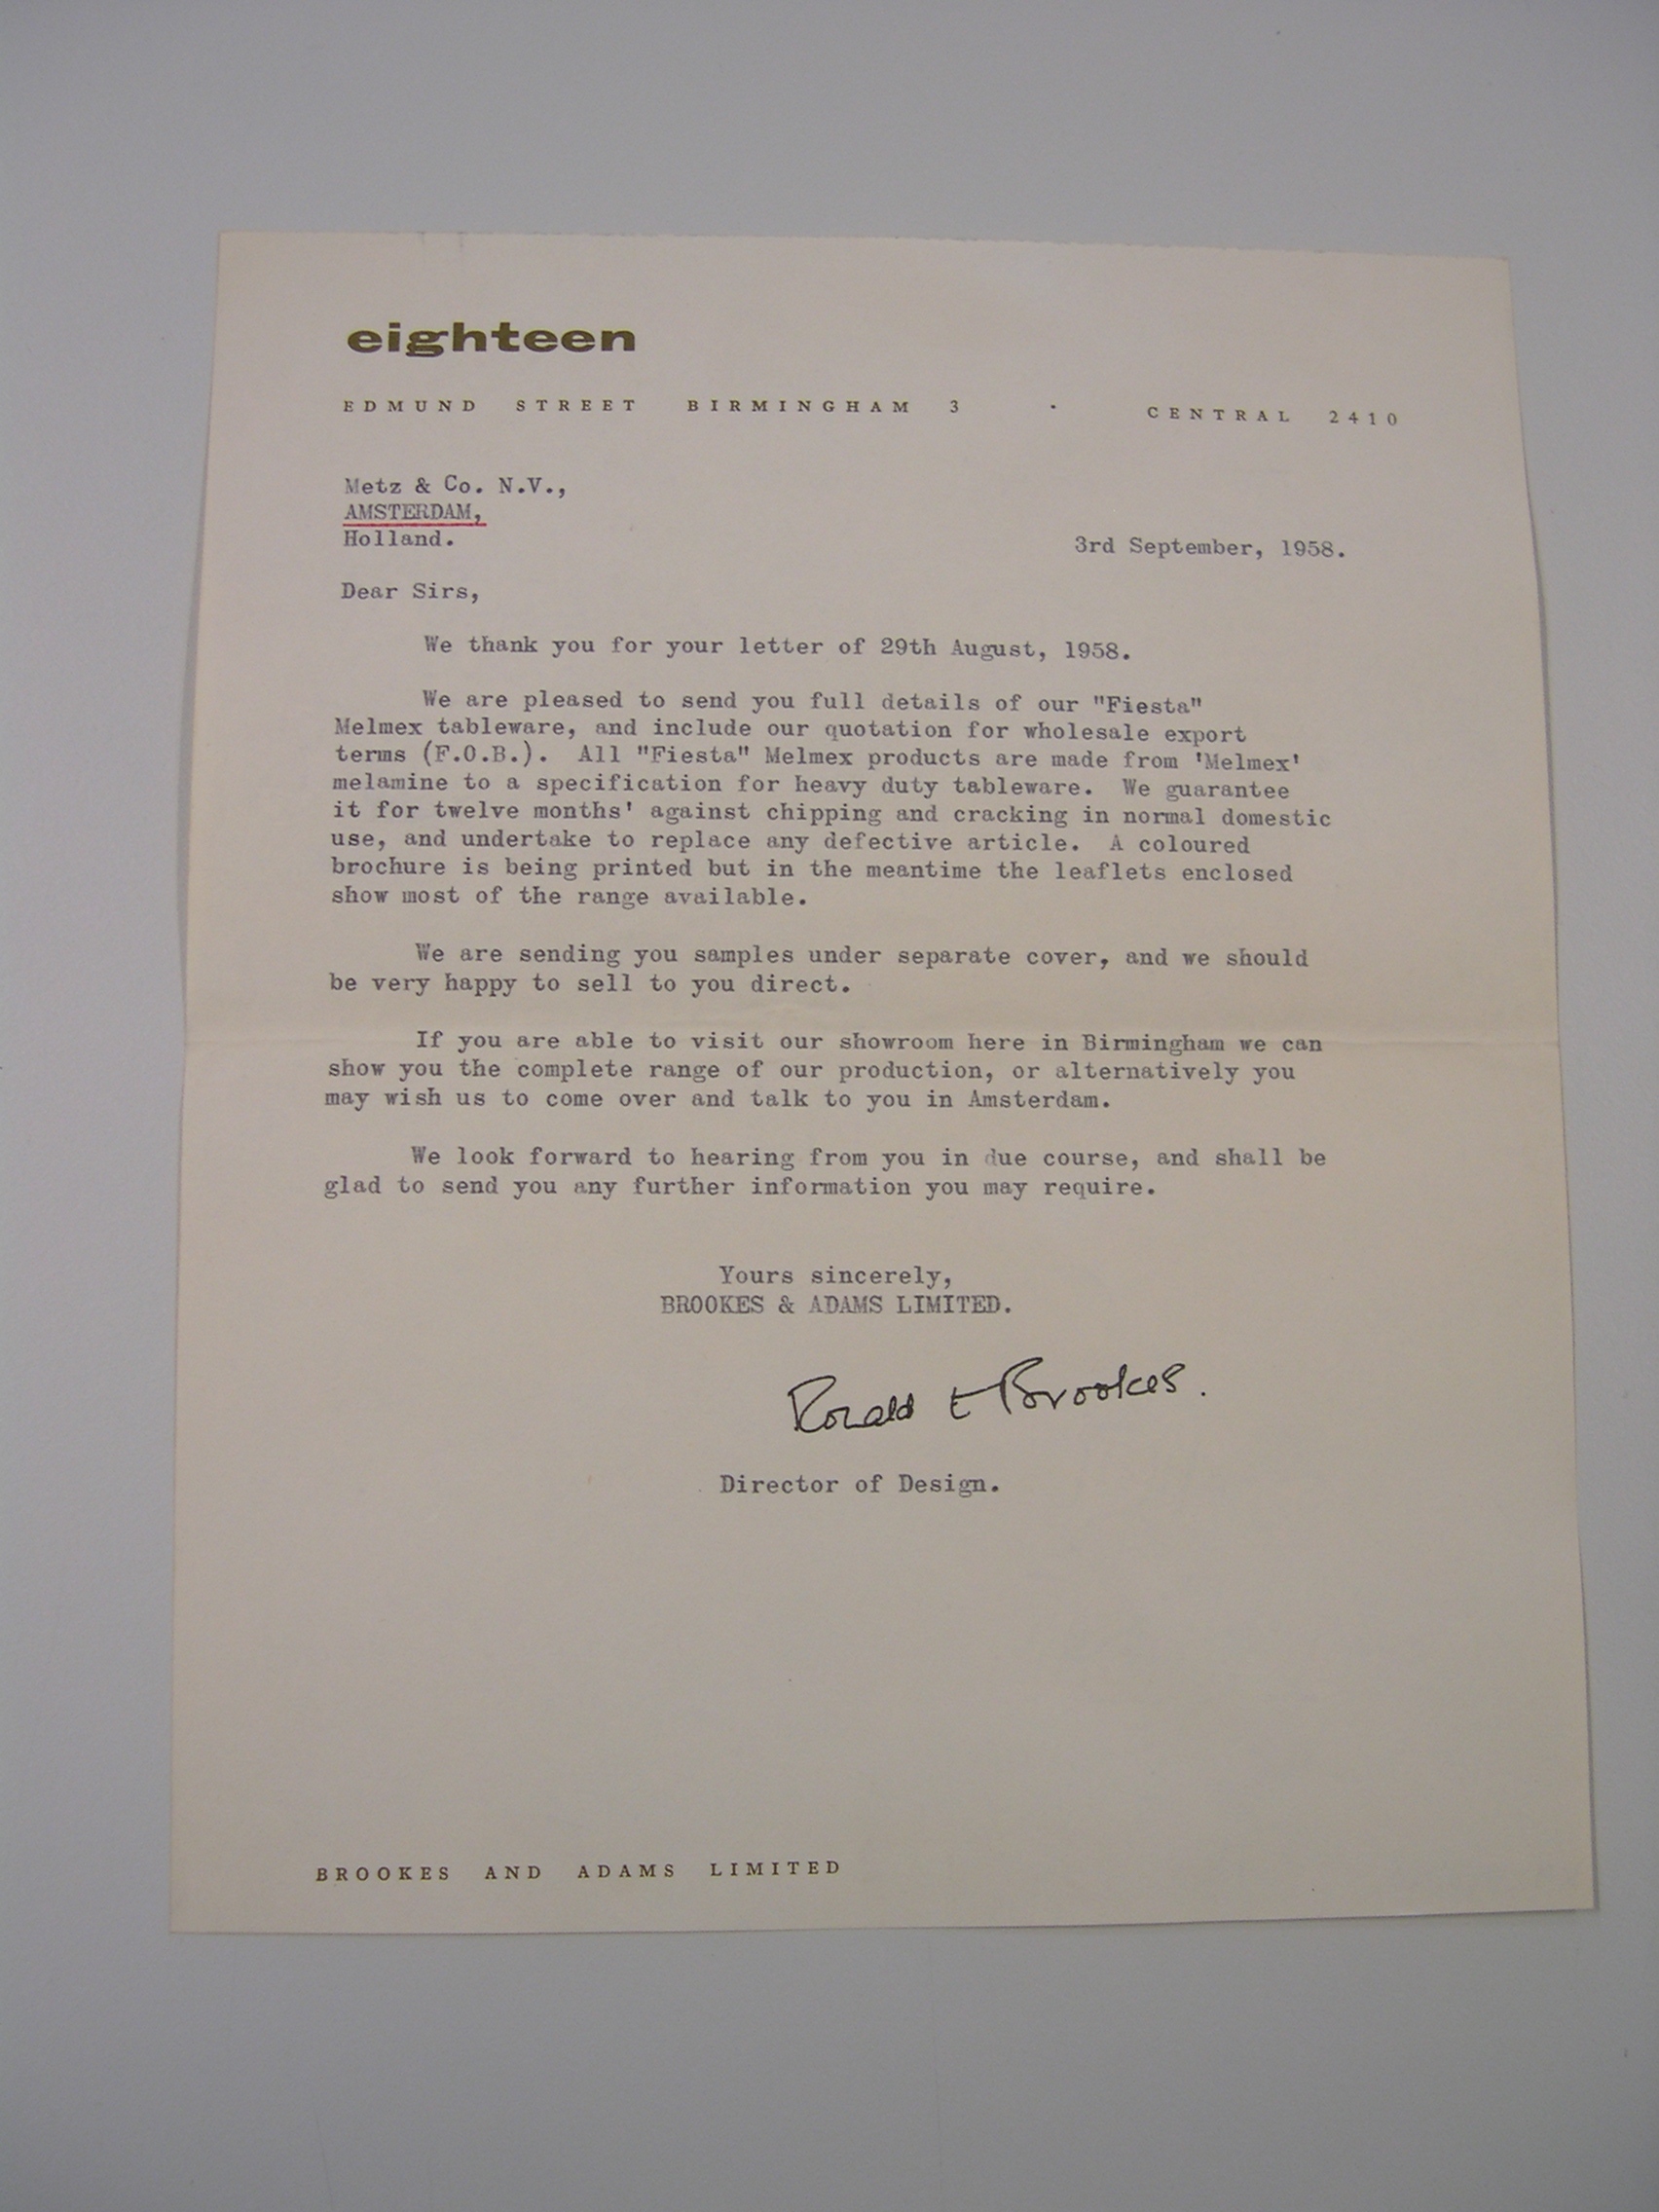 eighteen
EDMUND STREET BIRMINGHAM 3 · CENTRAL 2410
Metz & Co. N.V.,
AMSTERDAM,
Holland.
3rd September, 1958.
Dear Sirs,
We thank you for your letter of 29th August, 1958.
We are pleased to send you full details of our "Fiesta"
Melmex tableware, and include our quotation for wholesale export
terms (F.O.B.). All "Fiesta" Melmex products are made from 'Melmex'
melamine to a specification for heavy duty tableware. We guarantee
it for twelve months' against chipping and cracking in normal domestic
use, and undertake to replace any defective article. A coloured
brochure is being printed but in the meantime the leaflets enclosed
show most of the range available.
We are sending you samples under separate cover, and we should
be very happy to sell to you direct.
If you are able to visit our showroom here in Birmingham we can
show you the complete range of our production, or alternatively you
may wish us to come over and talk to you in Amsterdam.
We look forward to hearing from you in due course, and shall be
glad to send you any further information you may require.
Yours sincerely,
BROOKES & ADAMS LIMITED.
Ronald E Brookes.
Director of Design.
BROOKES AND ADAMS LIMITED